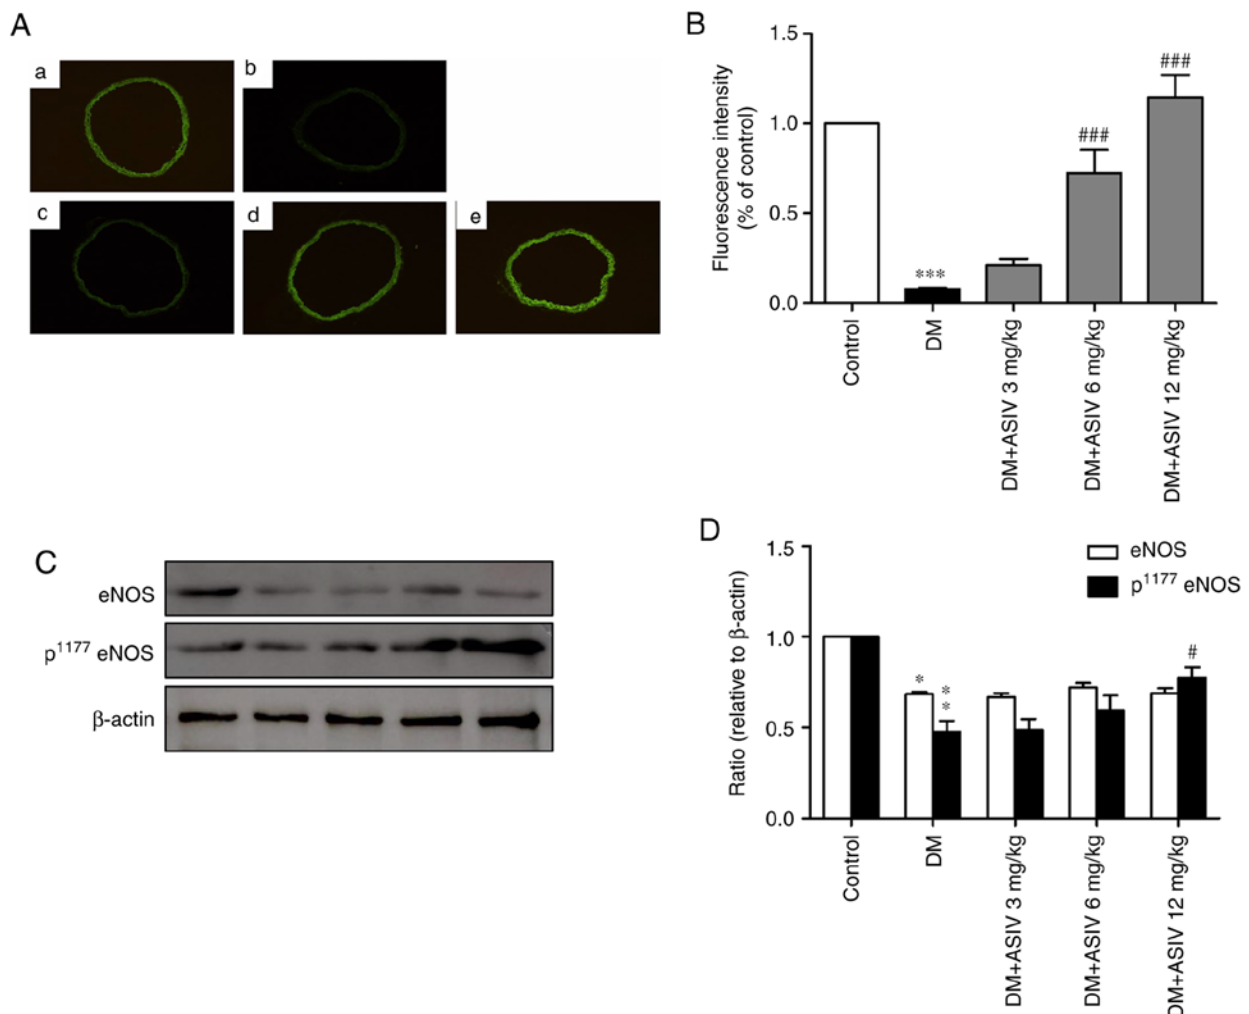 A
a
b
c
d
e
B
Fluorescence intensity
(% of control)
1.5
1.0
0.5
0.0
***
###
###
Control
DM
DM+ASIV 3 mg/kg
DM+ASIV 6 mg/kg
DM+ASIV 12 mg/kg
C
eNOS
p¹¹⁷⁷ eNOS
β-actin
D
eNOS
p¹¹⁷⁷ eNOS
Ratio (relative to β-actin)
1.5
1.0
0.5
0.0
*
**
#
Control
DM
DM+ASIV 3 mg/kg
DM+ASIV 6 mg/kg
DM+ASIV 12 mg/kg